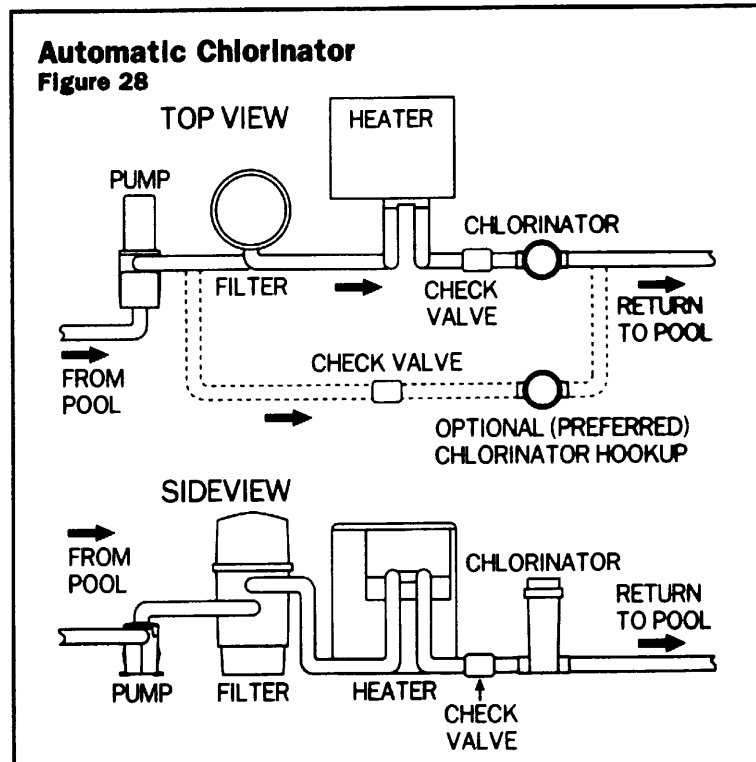 Automatic Chlorinator
Figure 28
TOP VIEW
HEATER
PUMP
CHLORINATOR
FILTER
CHECK
VALVE
RETURN
TO POOL
FROM
POOL
CHECK VALVE
OPTIONAL (PREFERRED)
CHLORINATOR HOOKUP
SIDEVIEW
FROM
POOL
CHLORINATOR
RETURN
TO POOL
PUMP
FILTER
HEATER
CHECK
VALVE